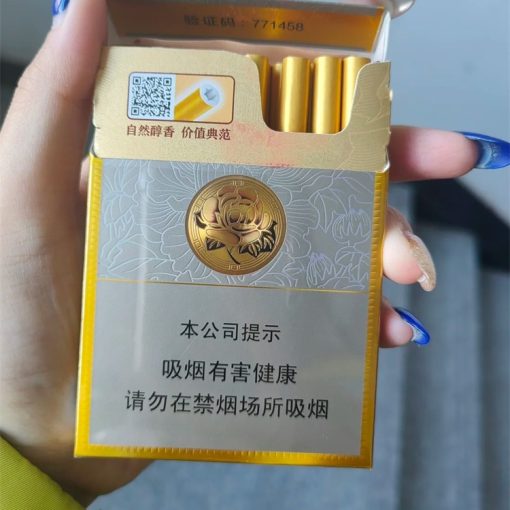 验证码：771458
自然醇香 价值典范
本公司提示
吸烟有害健康
请勿在禁烟场所吸烟